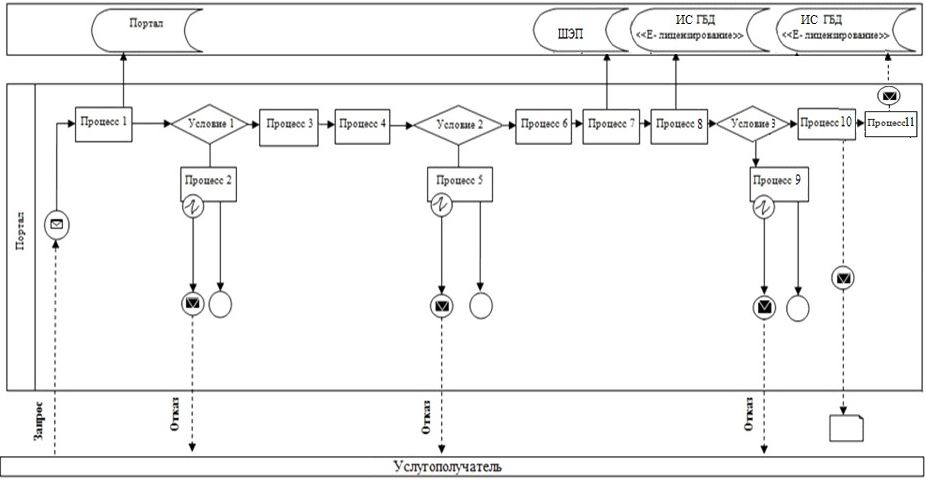 Портал
ШЭП
ИС ГБД
<<Е- лицензирование>>
ИС ГБД
<<Е- лицензирование>>
Портал
Процесс 1
Условие 1
Процесс 3
Процесс 4
Условие 2
Процесс 6
Процесс 7
Процесс 8
Условие 3
Процесс 10
Процесс11
Процесс 2
Процесс 5
Процесс 9
Запрос
Отказ
Отказ
Отказ
Услугополучатель